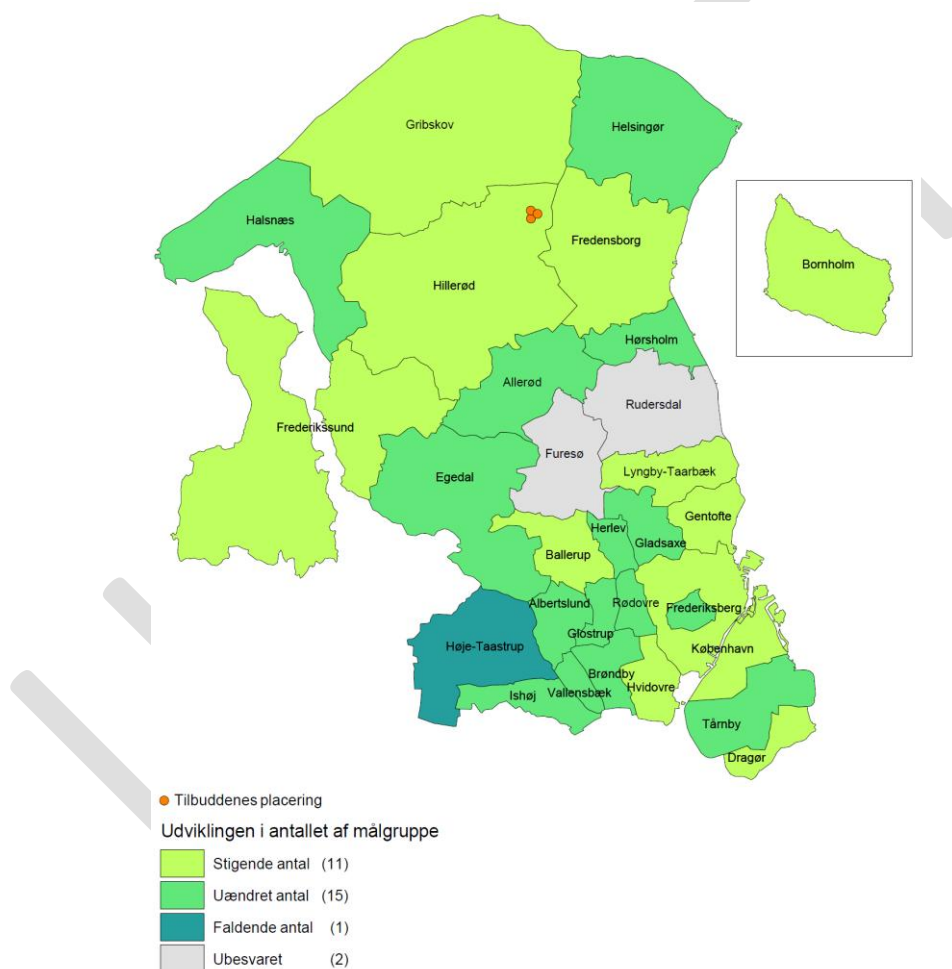 Gribskov
Helsingør
Halsnæs
Fredensborg
Bornholm
Hillerød
Hørsholm
Allerød
Rudersdal
Frederikssund
Furesø
Egedal
Lyngby-Taarbæk
Gentofte
Herlev
Gladsaxe
Ballerup
Albertslund
Rødovre
Frederiksberg
Glostrup
Høje-Taastrup
København
Brøndby
Ishøj
Vallensbæk
Hvidovre
Tårnby
Dragør
Tilbuddenes placering
Udviklingen i antallet af målgruppe
Stigende antal (11)
Uændret antal (15)
Faldende antal (1)
Ubesvaret (2)